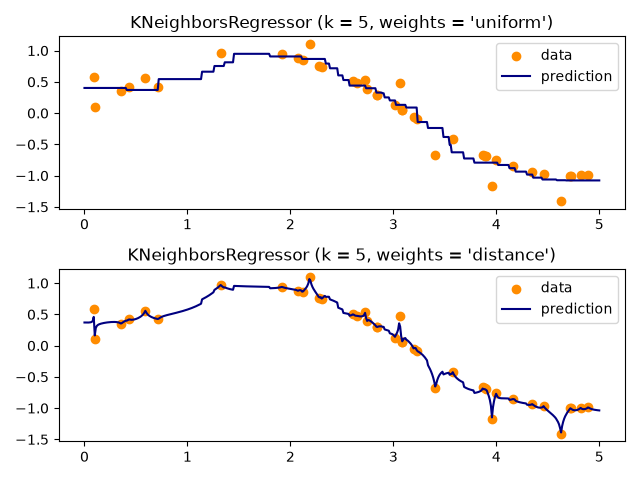 KNeighborsRegressor (k = 5, weights = 'uniform')
1.0
0.5
0.0
−0.5
−1.0
−1.5
data
prediction
0 1 2 3 4 5
KNeighborsRegressor (k = 5, weights = 'distance')
1.0
0.5
0.0
−0.5
−1.0
−1.5
data
prediction
0 1 2 3 4 5